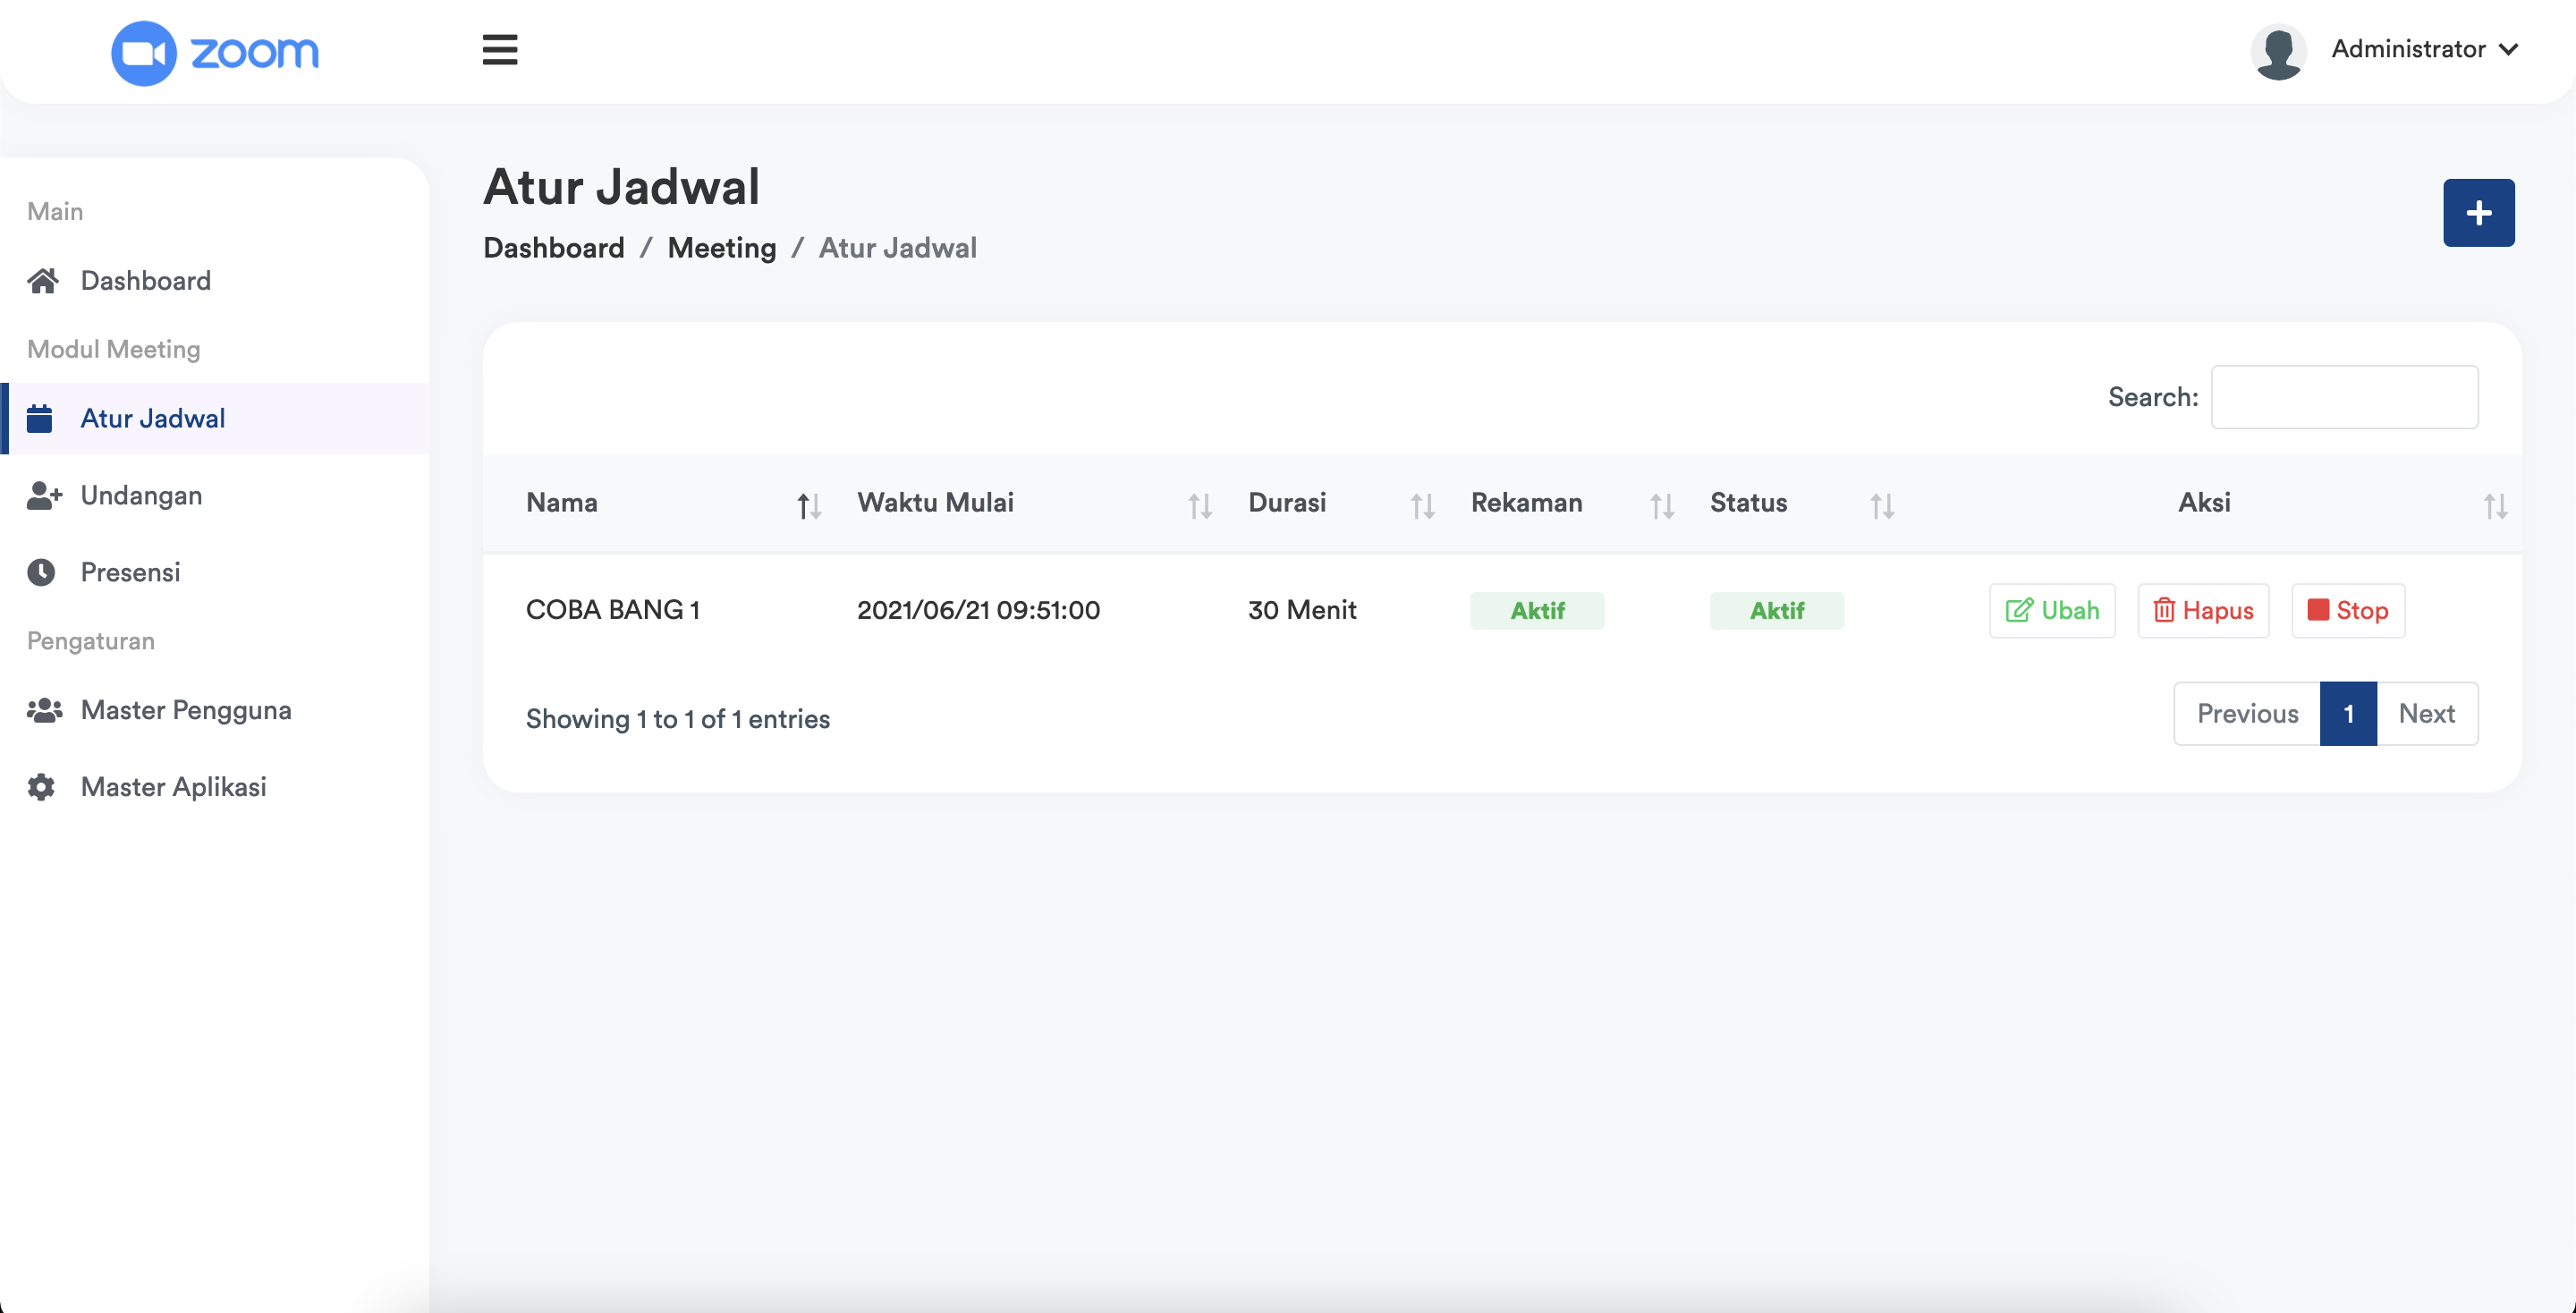 zoom
Administrator
Main
Dashboard
Modul Meeting
Atur Jadwal
Undangan
Presensi
Pengaturan
Master Pengguna
Master Aplikasi
Atur Jadwal
Dashboard / Meeting / Atur Jadwal
+
Search:
Nama Waktu Mulai Durasi Rekaman Status Aksi
COBA BANG 1 2021/06/21 09:51:00 30 Menit Aktif Aktif Ubah Hapus Stop
Showing 1 to 1 of 1 entries
Previous 1 Next